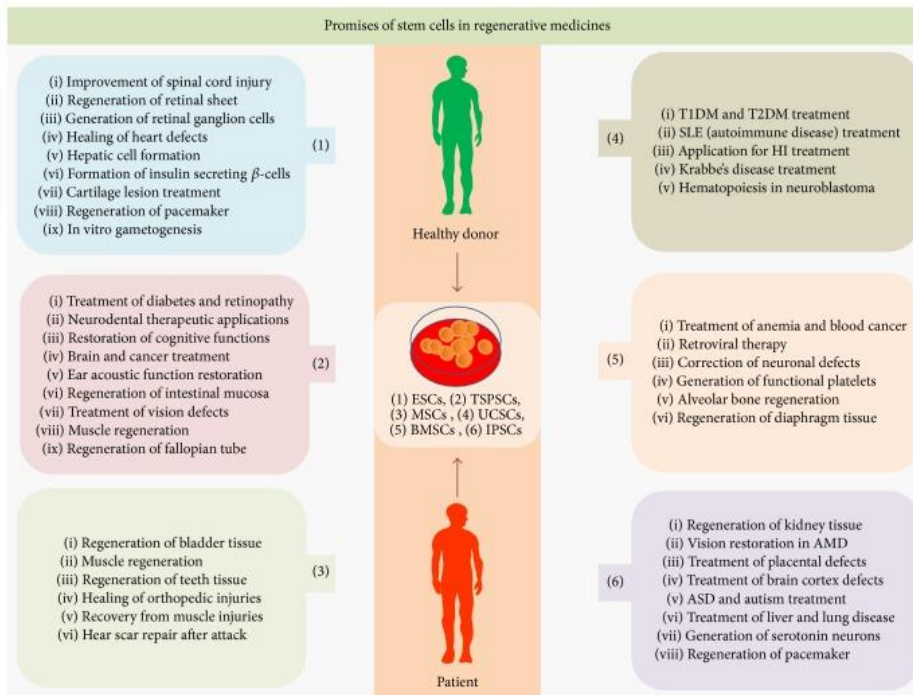 Promises of stem cells in regenerative medicines
(i) Improvement of spinal cord injury
(ii) Regeneration of retinal sheet
(iii) Generation of retinal ganglion cells
(iv) Healing of heart defects
(v) Hepatic cell formation
(vi) Formation of insulin secreting β-cells
(vii) Cartilage lesion treatment
(viii) Regeneration of pacemaker
(ix) In vitro gametogenesis
(1)
(i) Treatment of diabetes and retinopathy
(ii) Neurodental therapeutic applications
(iii) Restoration of cognitive functions
(iv) Brain and cancer treatment
(v) Ear acoustic function restoration
(vi) Regeneration of intestinal mucosa
(vii) Treatment of vision defects
(viii) Muscle regeneration
(ix) Regeneration of fallopian tube
(2)
(i) Regeneration of bladder tissue
(ii) Muscle regeneration
(iii) Regeneration of teeth tissue
(iv) Healing of orthopedic injuries
(v) Recovery from muscle injuries
(vi) Hear scar repair after attack
(3)
Healthy donor
(1) ESCs, (2) TSPSCs,
(3) MSCs , (4) UCSCs,
(5) BMSCs , (6) IPSCs
Patient
(4)
(i) T1DM and T2DM treatment
(ii) SLE (autoimmune disease) treatment
(iii) Application for HI treatment
(iv) Krabbe's disease treatment
(v) Hematopoiesis in neuroblastoma
(5)
(i) Treatment of anemia and blood cancer
(ii) Retroviral therapy
(iii) Correction of neuronal defects
(iv) Generation of functional platelets
(v) Alveolar bone regeneration
(vi) Regeneration of diaphragm tissue
(6)
(i) Regeneration of kidney tissue
(ii) Vision restoration in AMD
(iii) Treatment of placental defects
(iv) Treatment of brain cortex defects
(v) ASD and autism treatment
(vi) Treatment of liver and lung disease
(vii) Generation of serotonin neurons
(viii) Regeneration of pacemaker